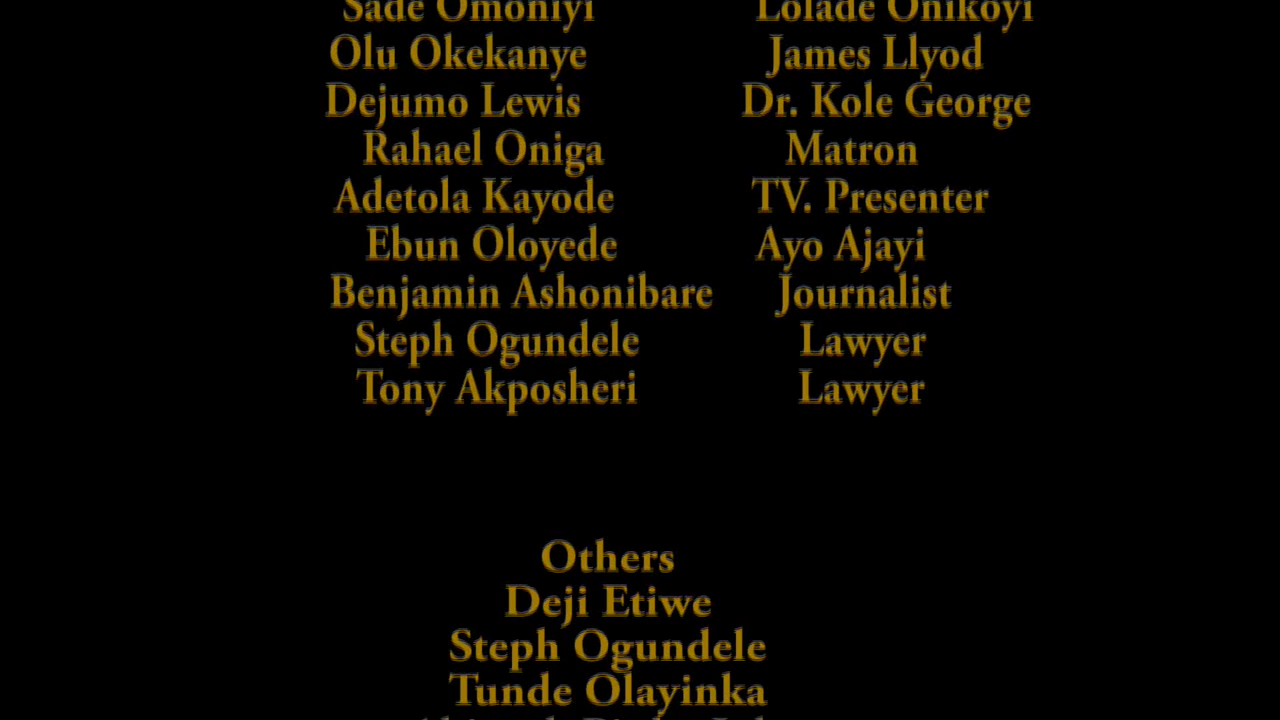 Sade Omoniyi Lolade Onikoyi
Olu Okekanye James Llyod
Dejumo Lewis Dr. Kole George
Rahael Oniga Matron
Adetola Kayode TV. Presenter
Ebun Oloyede Ayo Ajayi
Benjamin Ashonibare Journalist
Steph Ogundele Lawyer
Tony Akposheri Lawyer
Others
Deji Etiwe
Steph Ogundele
Tunde Olayinka